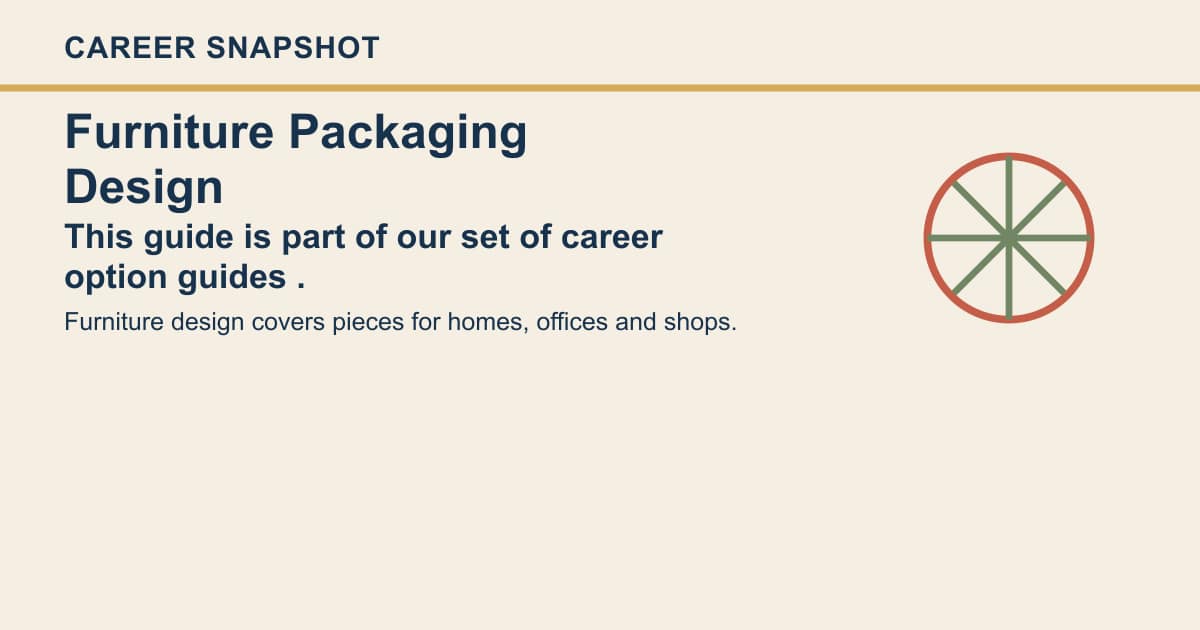 CAREER SNAPSHOT
Furniture Packaging
Design
This guide is part of our set of career
option guides .
Furniture design covers pieces for homes, offices and shops.